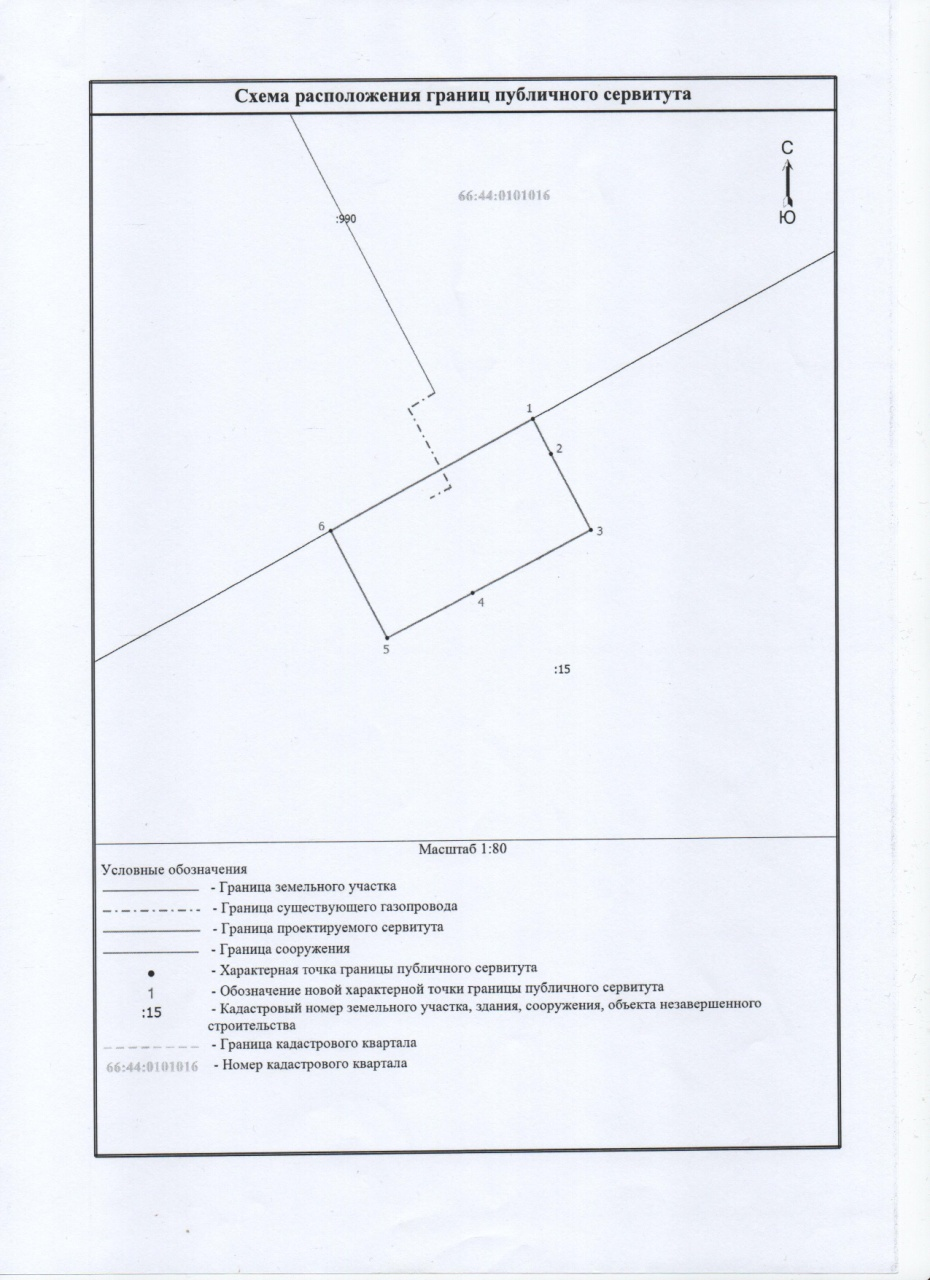 Схема расположения границ публичного сервитута
С
66:44:0101016
Ю
:990
1
2
6
3
4
5
:15
Масштаб 1:80
Условные обозначения
- Граница земельного участка
- Граница существующего газопровода
- Граница проектируемого сервитута
- Граница сооружения
- Характерная точка границы публичного сервитута
1 - Обозначение новой характерной точки границы публичного сервитута
:15 - Кадастровый номер земельного участка, здания, сооружения, объекта незавершенного
строительства
- Граница кадастрового квартала
66:44:0101016 - Номер кадастрового квартала